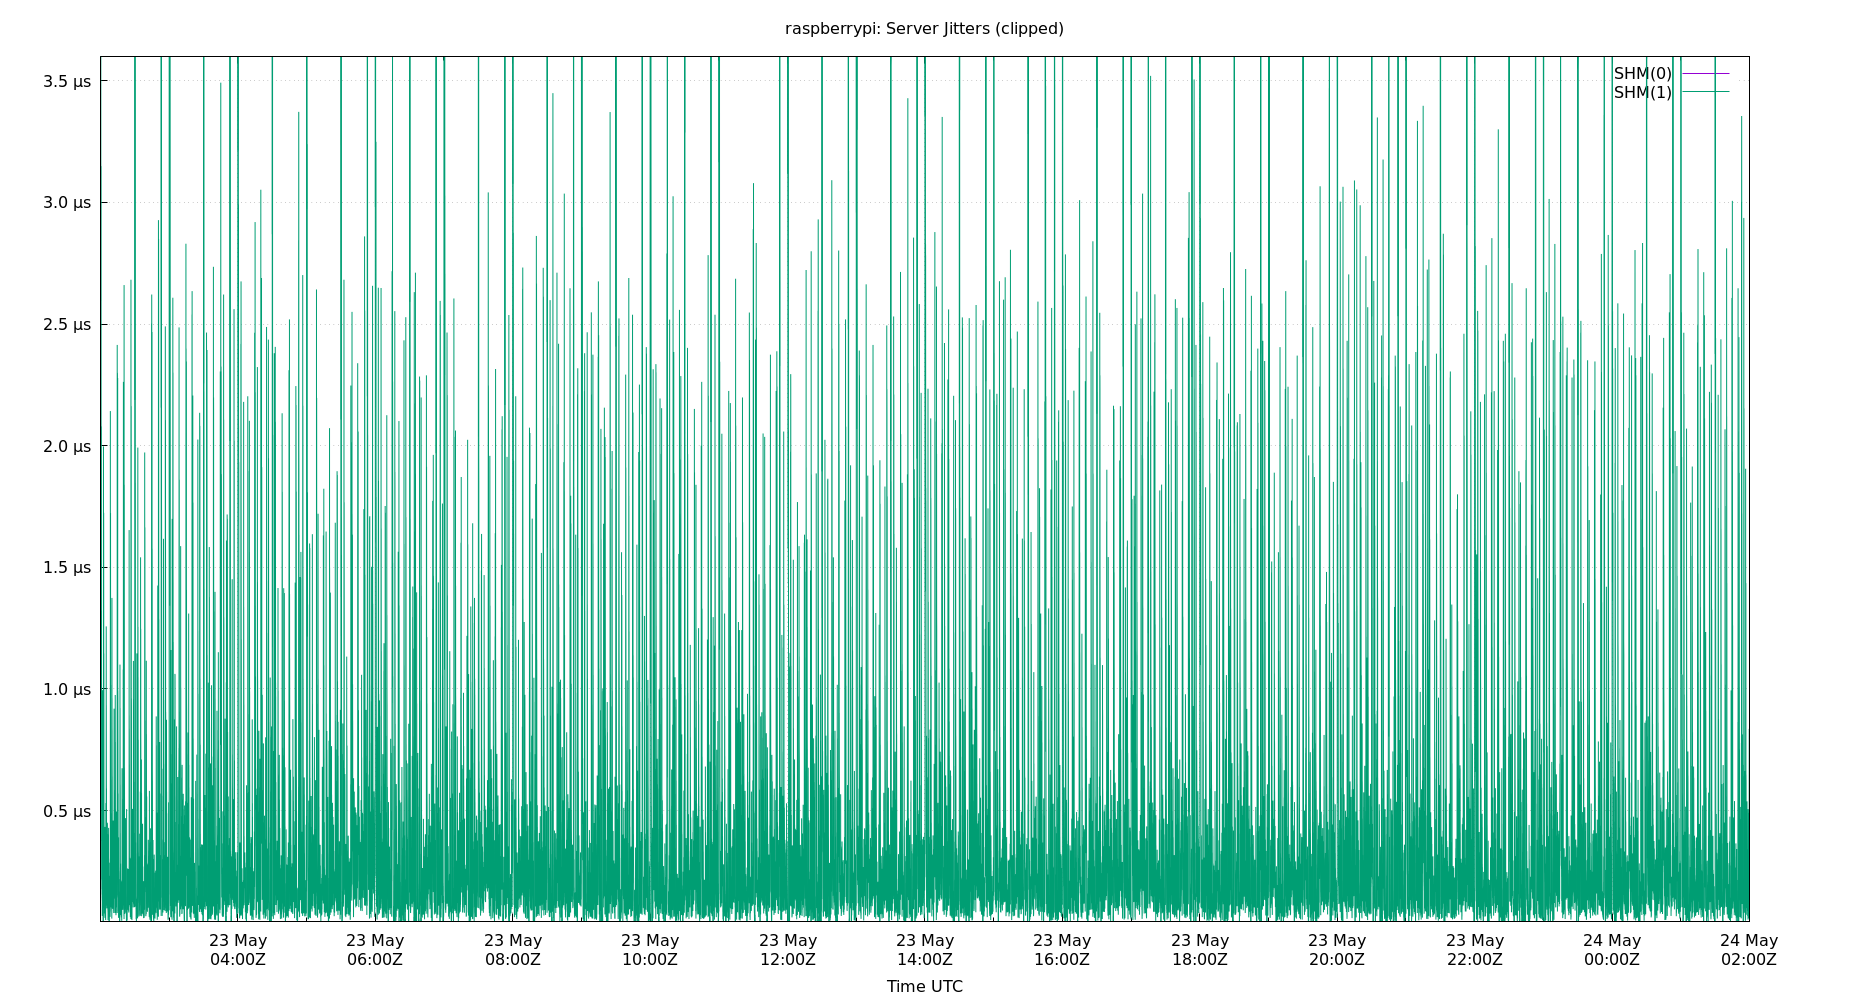 raspberrypi: Server Jitters (clipped)
SHM(0)
SHM(1)
3.5 μs
3.0 μs
2.5 μs
2.0 μs
1.5 μs
1.0 μs
0.5 μs
23 May 23 May 23 May 23 May 23 May 23 May 23 May 23 May 23 May 23 May 24 May 24 May
04:00Z 06:00Z 08:00Z 10:00Z 12:00Z 14:00Z 16:00Z 18:00Z 20:00Z 22:00Z 00:00Z 02:00Z
Time UTC